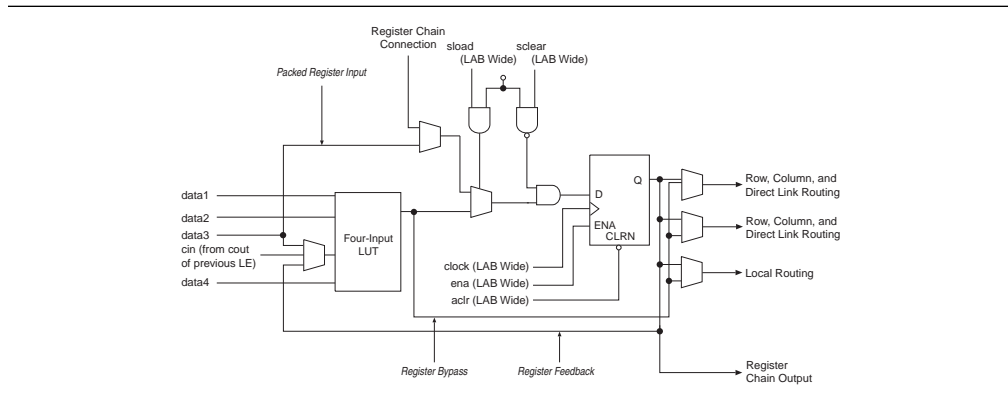 Register Chain
Connection
sload
(LAB Wide)
sclear
(LAB Wide)
Packed Register Input
Q
Row, Column, and
Direct Link Routing
data1
D
data2
Row, Column, and
Direct Link Routing
data3
ENA
cin (from cout
of previous LE)
Four-Input
LUT
CLRN
clock (LAB Wide)
Local Routing
data4
ena (LAB Wide)
aclr (LAB Wide)
Register Bypass
Register Feedback
Register
Chain Output